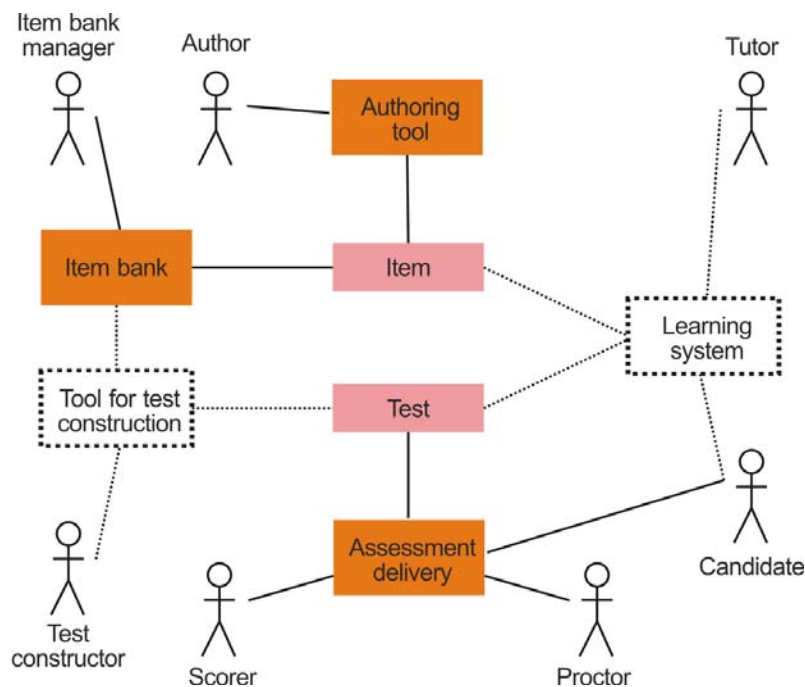 Item bank
manager
Author
Tutor
Authoring
tool
Item bank
Item
Learning
system
Tool for test
construction
Test
Assessment
delivery
Candidate
Test
constructor
Scorer
Proctor